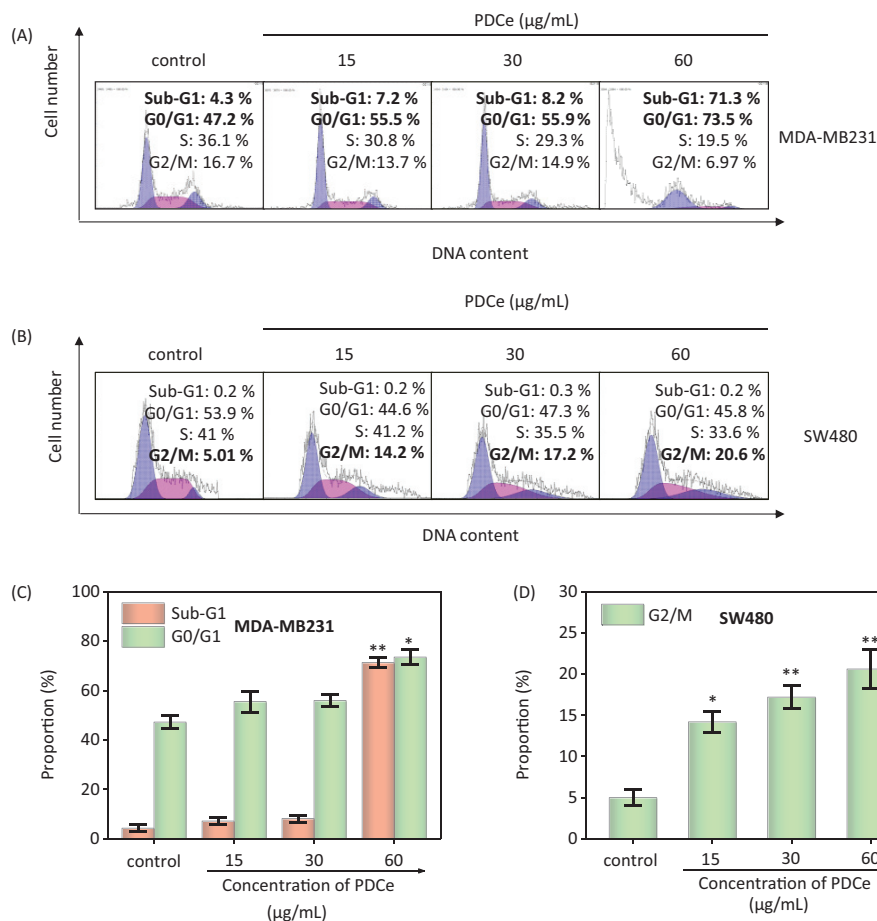 (A)
PDCe (µg/mL)
control 15 30 60
Cell number
Sub-G1: 4.3 %
G0/G1: 47.2 %
S: 36.1 %
G2/M: 16.7 %
Sub-G1: 7.2 %
G0/G1: 55.5 %
S: 30.8 %
G2/M:13.7 %
Sub-G1: 8.2 %
G0/G1: 55.9 %
S: 29.3 %
G2/M: 14.9 %
Sub-G1: 71.3 %
G0/G1: 73.5 %
S: 19.5 %
G2/M: 6.97 %
MDA-MB231
DNA content
(B)
PDCe (µg/mL)
control 15 30 60
Cell number
Sub-G1: 0.2 %
G0/G1: 53.9 %
S: 41 %
G2/M: 5.01 %
Sub-G1: 0.2 %
G0/G1: 44.6 %
S: 41.2 %
G2/M: 14.2 %
Sub-G1: 0.3 %
G0/G1: 47.3 %
S: 35.5 %
G2/M: 17.2 %
Sub-G1: 0.2 %
G0/G1: 45.8 %
S: 33.6 %
G2/M: 20.6 %
SW480
DNA content
(C)
Proportion (%)
100
80
60
40
20
0
Sub-G1
G0/G1
MDA-MB231
** *
control 15 30 60
Concentration of PDCe
(µg/mL)
(D)
Proportion (%)
30
25
20
15
10
5
0
G2/M
SW480
*
**
**
control 15 30 60
Concentration of PDCe
(µg/mL)